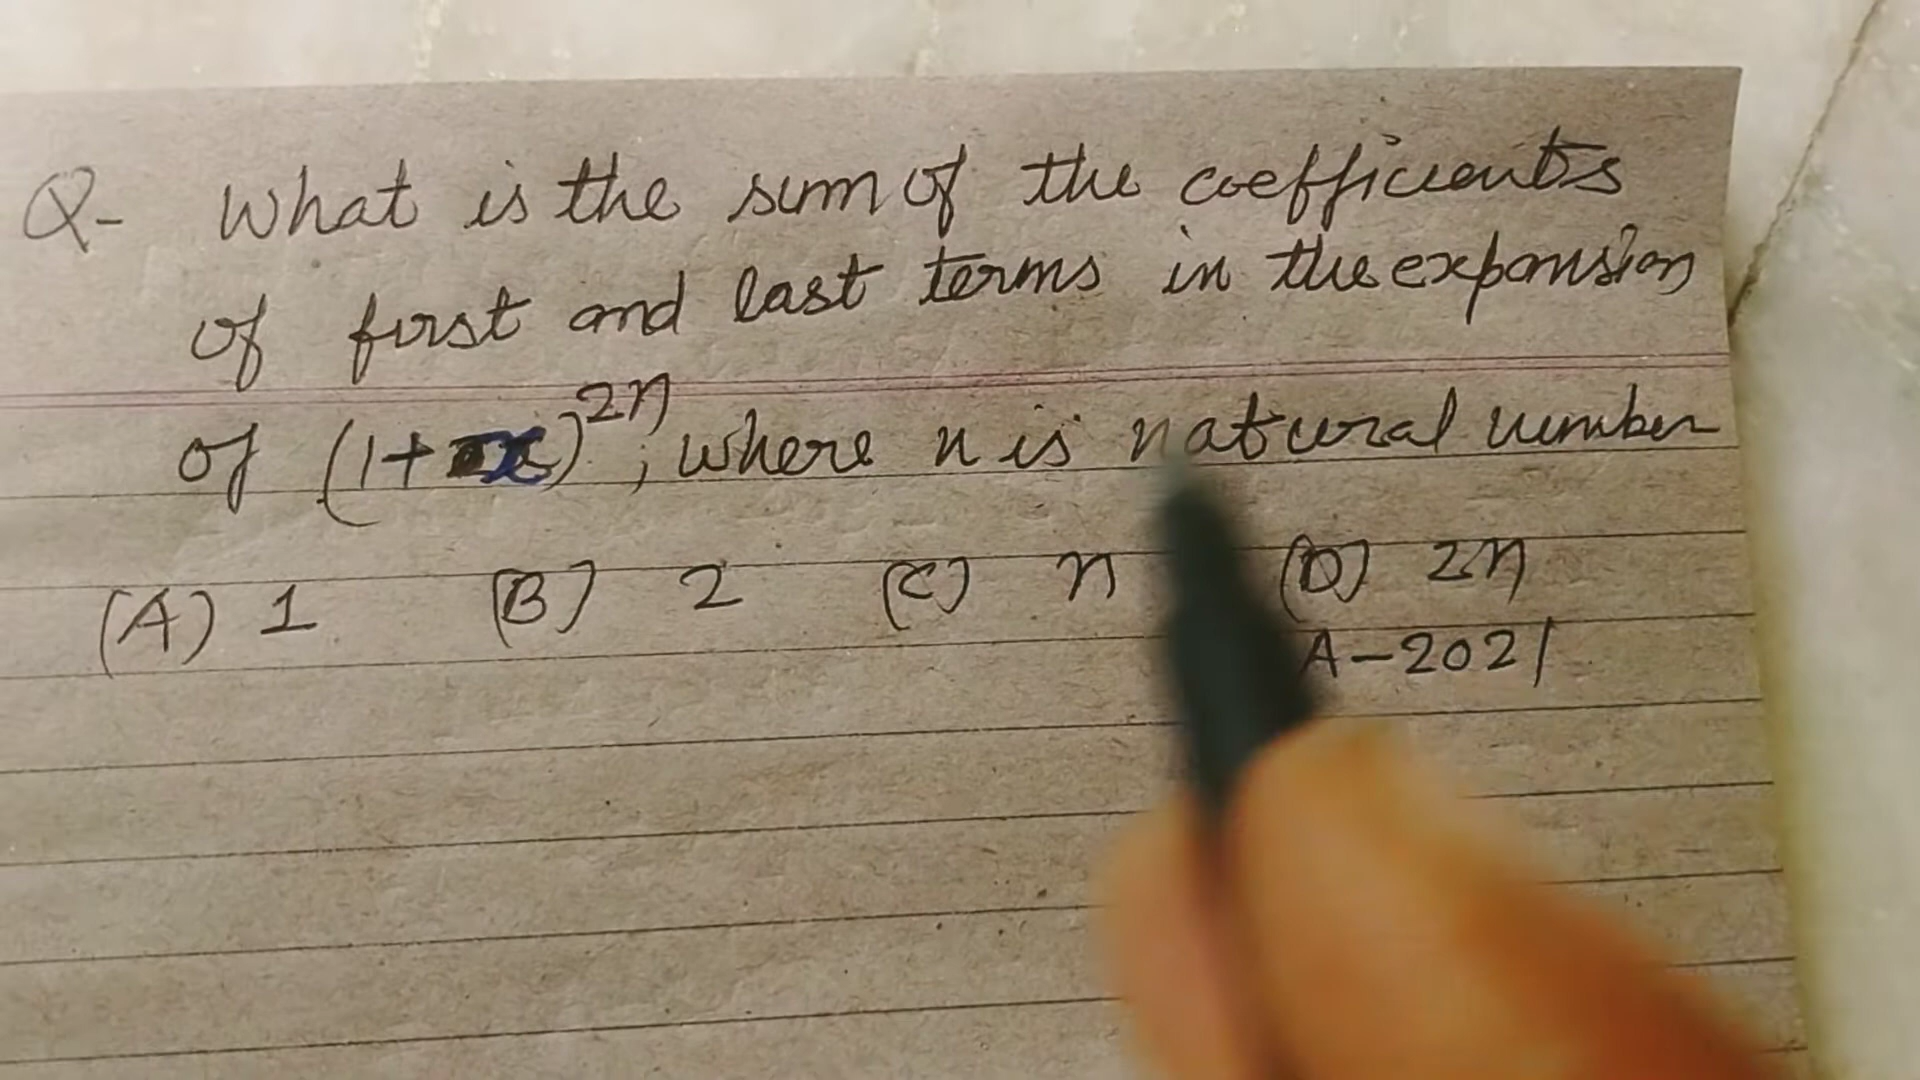 Q- What is the sum of the coefficients
of first and last terms in the expansion
of (1+x)^2n, where n is natural number
(A) 1 (B) 2 (C) n (D) 2n
A-2021